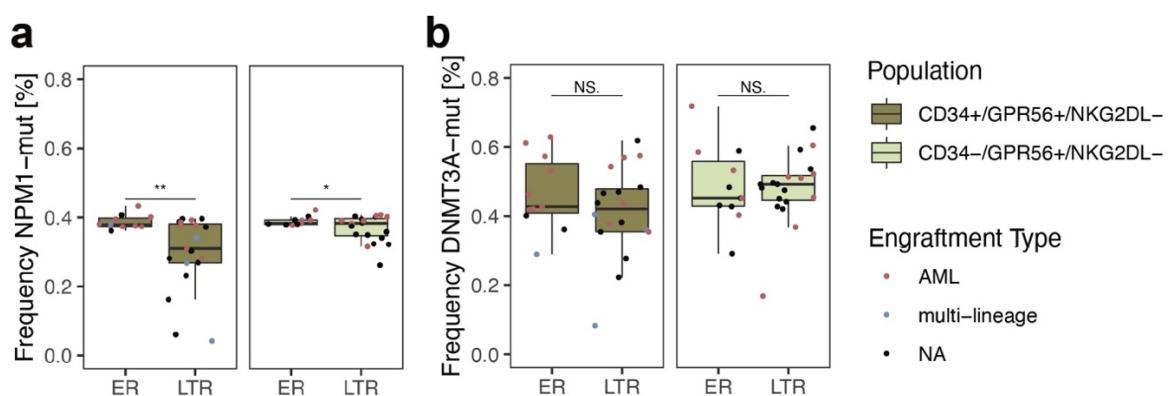 a
b
Frequency NPM1-mut [%]
0.8
0.6
0.4
0.2
0.0
**
*
ER
LTR
ER
LTR
Frequency DNMT3A-mut [%]
0.8
0.6
0.4
0.2
0.0
NS.
NS.
ER
LTR
ER
LTR
Population
CD34+/GPR56+/NKG2DL-
CD34-/GPR56+/NKG2DL-
Engraftment Type
AML
multi-lineage
NA